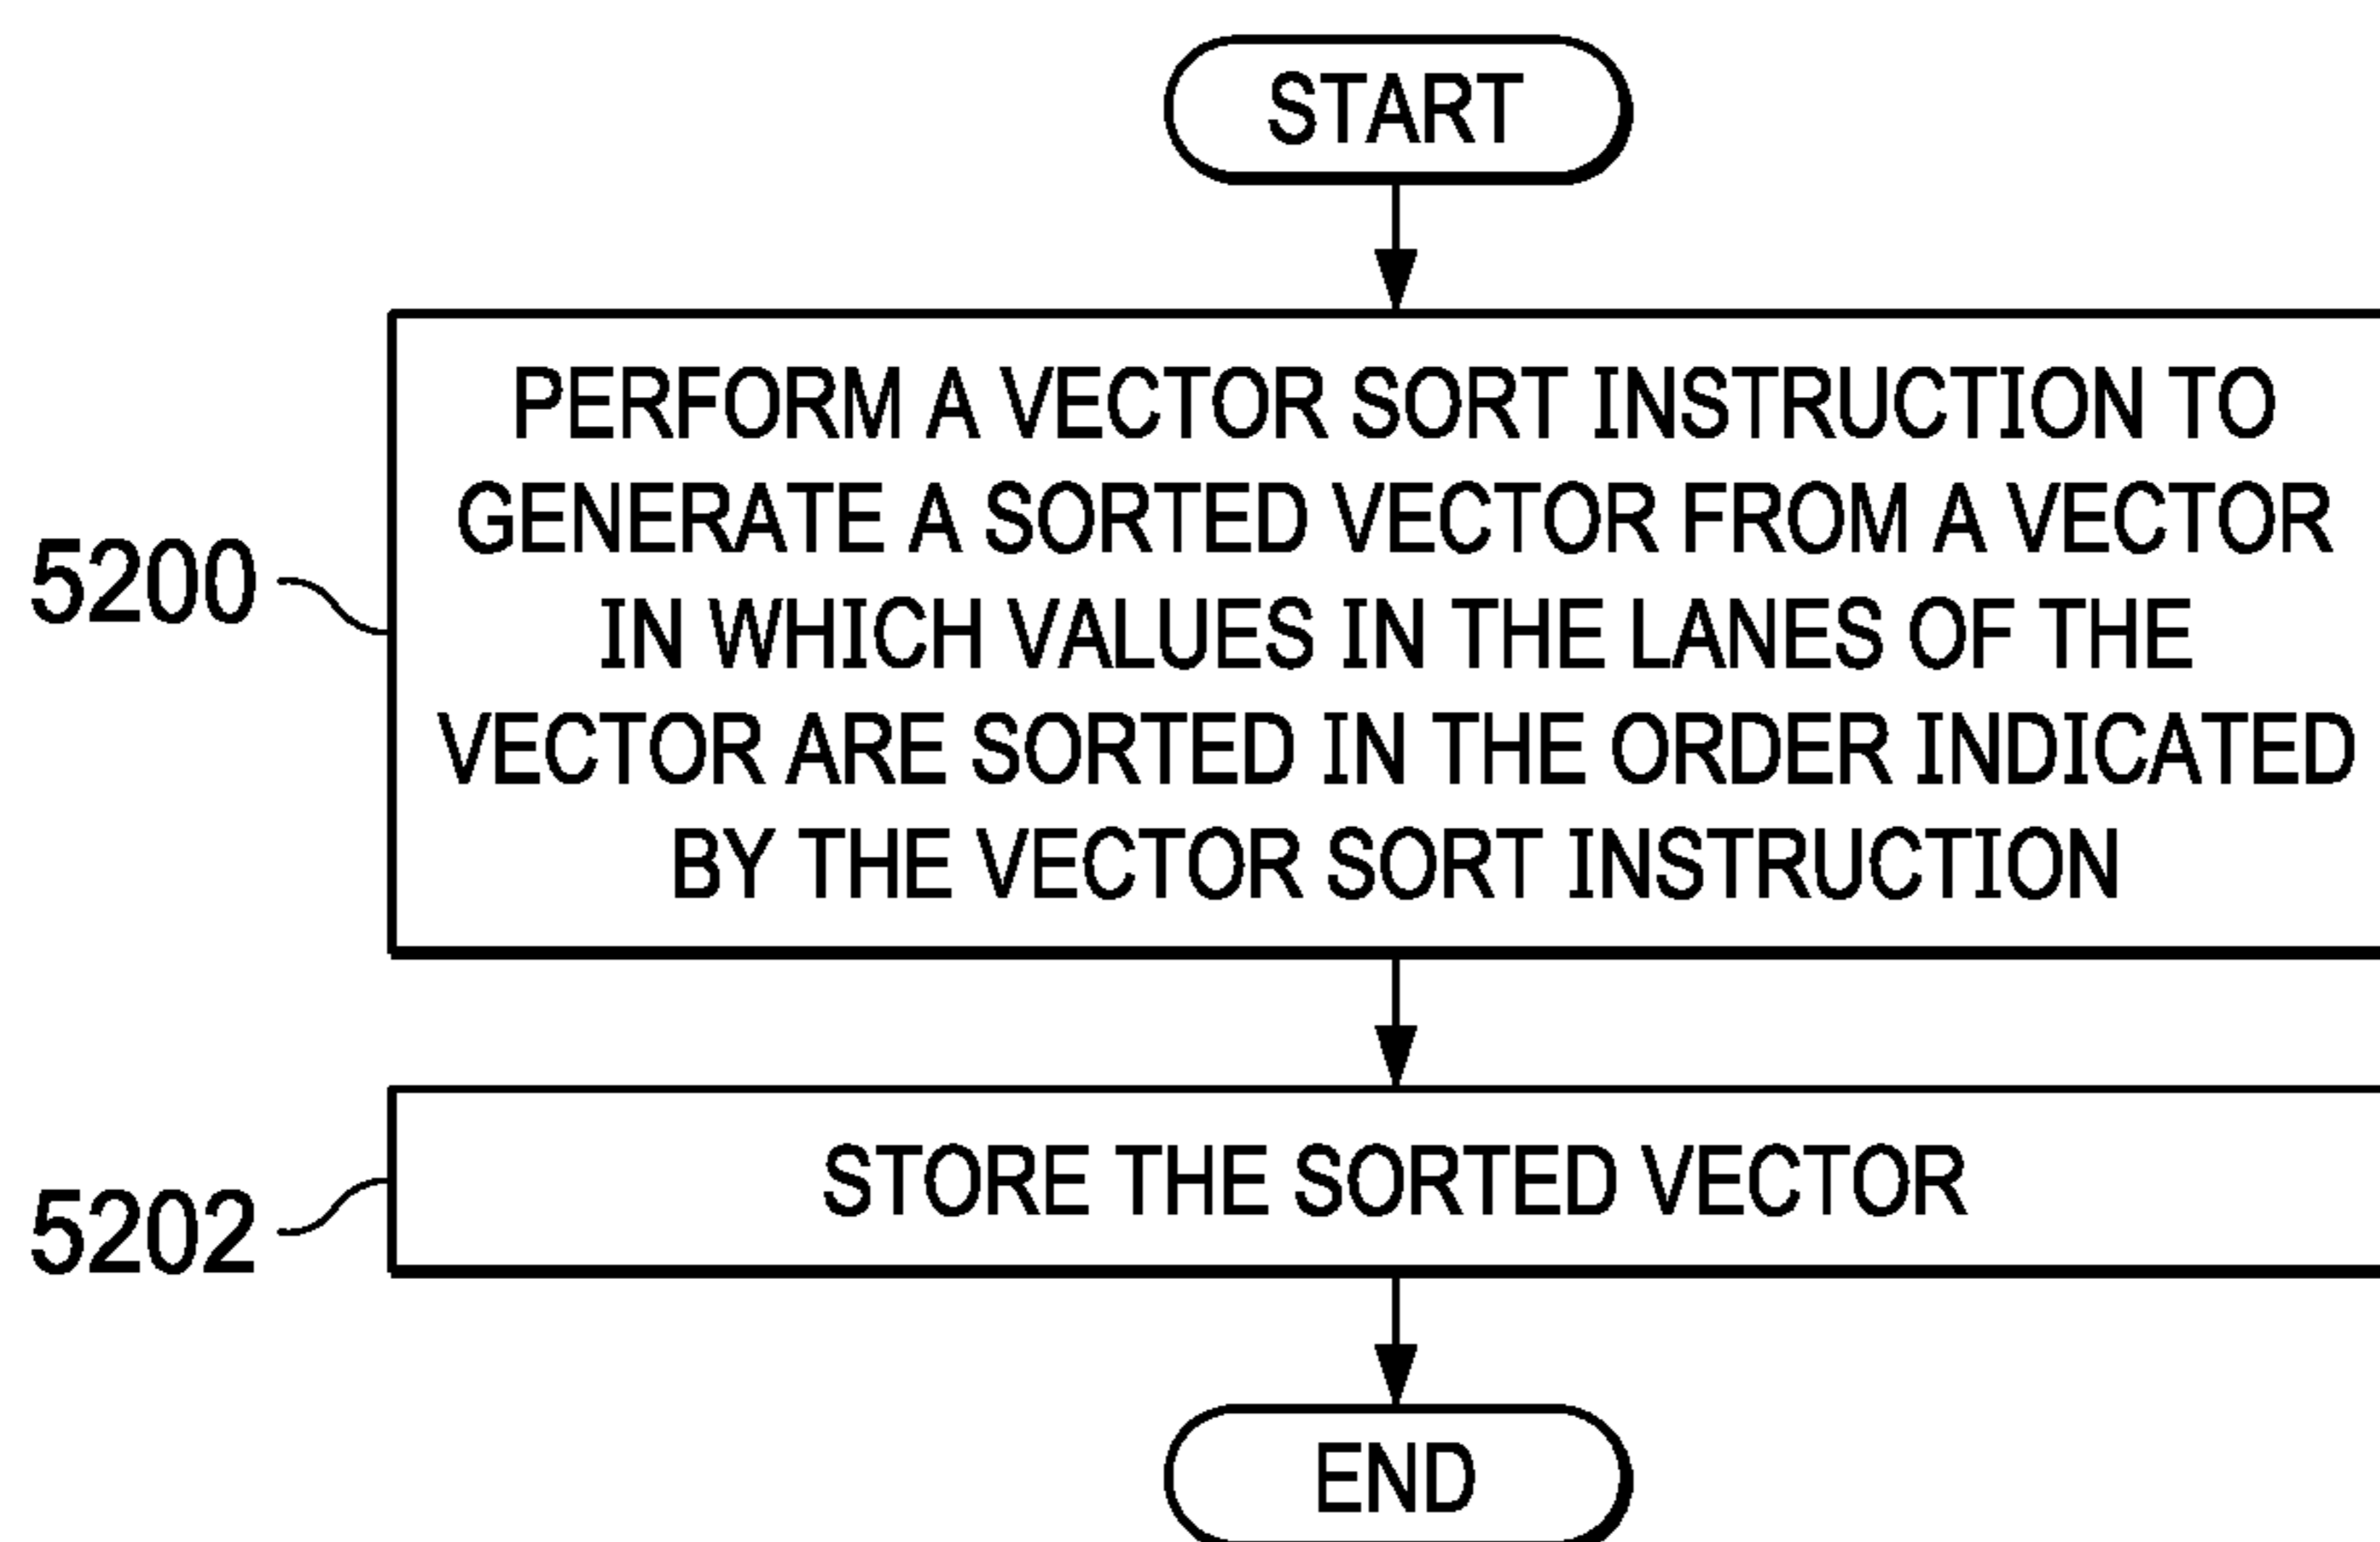 START
PERFORM A VECTOR SORT INSTRUCTION TO
GENERATE A SORTED VECTOR FROM A VECTOR
IN WHICH VALUES IN THE LANES OF THE
VECTOR ARE SORTED IN THE ORDER INDICATED
BY THE VECTOR SORT INSTRUCTION
5200
STORE THE SORTED VECTOR
5202
END